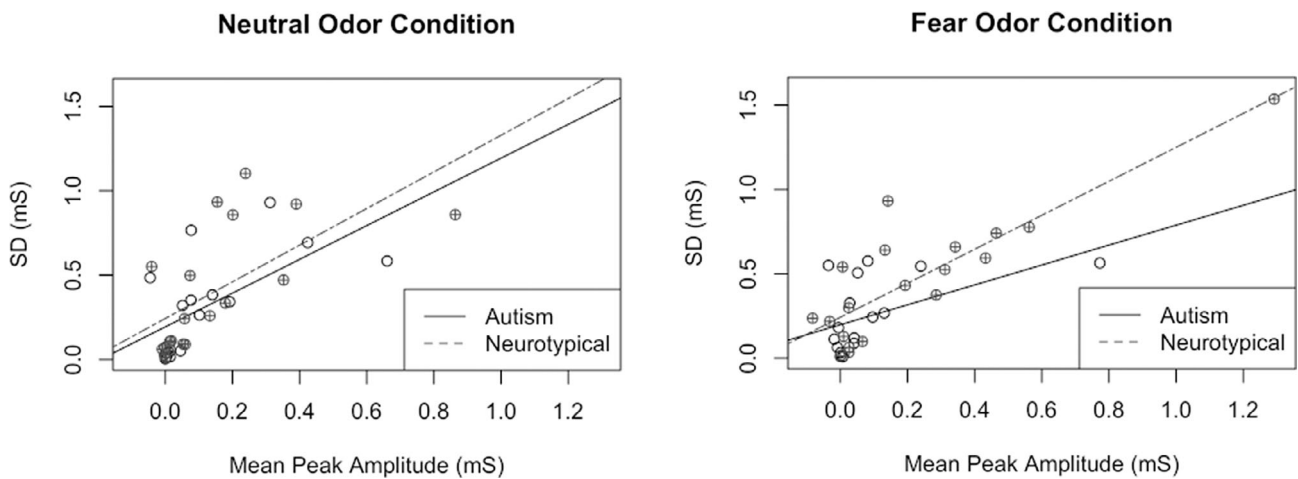 Neutral Odor Condition
SD (mS)
1.5
1.0
0.5
0.0
Autism
Neurotypical
0.0 0.2 0.4 0.6 0.8 1.0 1.2
Mean Peak Amplitude (mS)
Fear Odor Condition
SD (mS)
1.5
1.0
0.5
0.0
Autism
Neurotypical
0.0 0.2 0.4 0.6 0.8 1.0 1.2
Mean Peak Amplitude (mS)